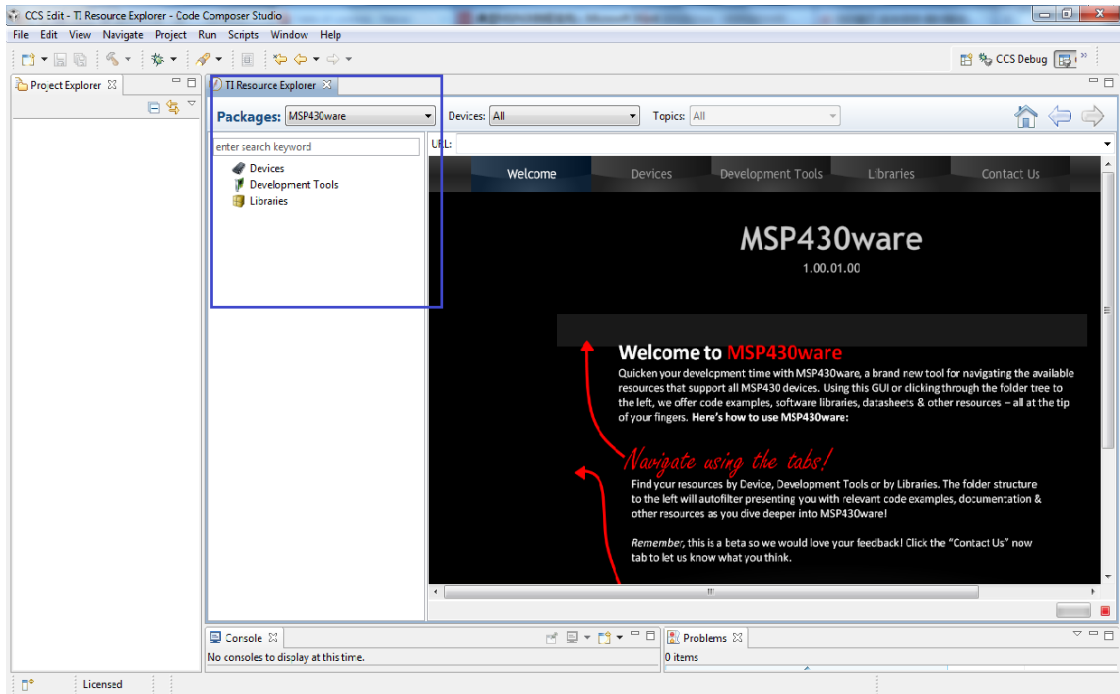 CCS Edit - TI Resource Explorer - Code Composer Studio
File Edit View Navigate Project Run Scripts Window Help
CCS Debug
Project Explorer
TI Resource Explorer
Packages: MSP430ware
Devices: All
Topics: All
enter search keyword
URL:
Devices
Development Tools
Libraries
Welcome Devices Development Tools Libraries Contact Us
MSP430ware
1.00.01.00
Welcome to MSP430ware
Quicken your development time with MSP430ware, a brand new tool for navigating the available
resources that support all MSP430 devices. Using this GUI or clicking through the folder tree to
the left, we offer code examples, software libraries, datasheets & other resources – all at the tip
of your fingers. Here's how to use MSP430ware:
Navigate using the tabs!
Find your resources by Device, Development Tools or by Libraries. The folder structure
to the left will autofilter presenting you with relevant code examples, documentation &
other resources as you dive deeper into MSP430ware!
Remember, this is a beta so we would love your feedback! Click the "Contact Us" now
tab to let us know what you think.
Console
No consoles to display at this time.
Problems
0 items
Licensed